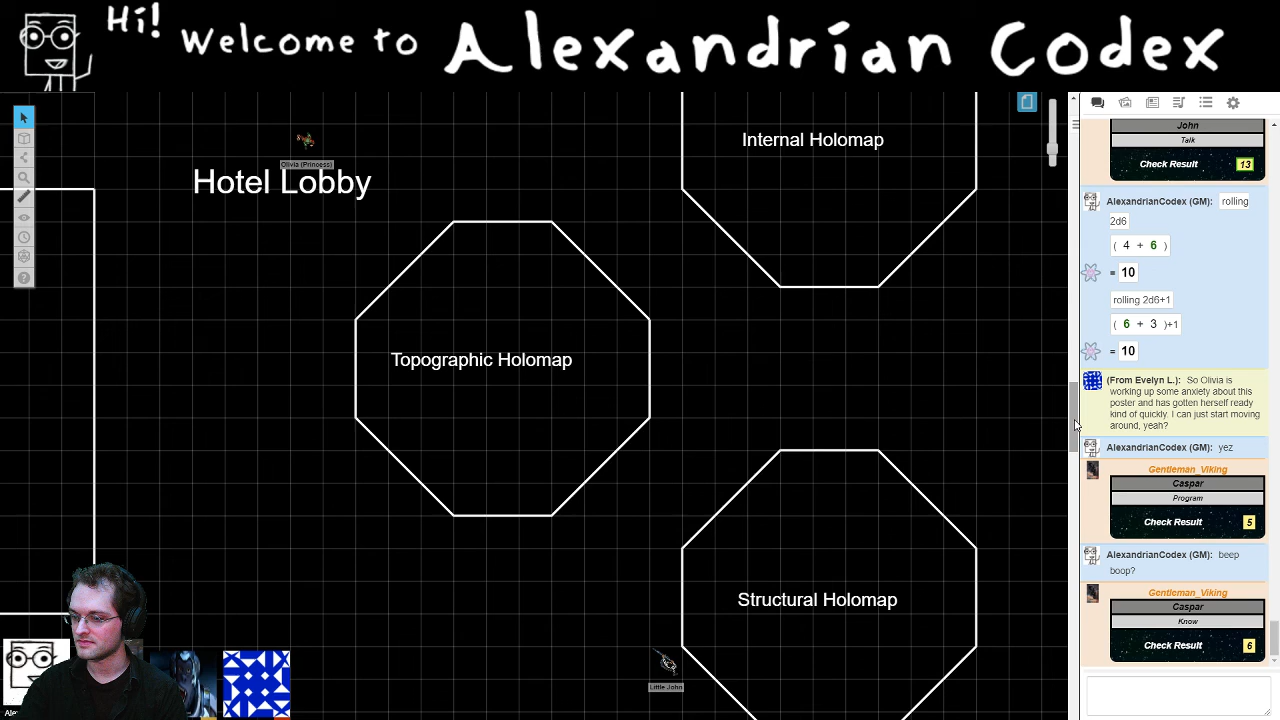 Hi! Welcome to Alexandrian Codex
Olivia (Princess)
Hotel Lobby
Internal Holomap
Topographic Holomap
Structural Holomap
Little John
John
Talk
Check Result 13
AlexandrianCodex (GM): rolling
2d6
( 4 + 6 )
= 10
rolling 2d6+1
( 6 + 3 )+1
= 10
(From Evelyn L.): So Olivia is
working up some anxiety about this
poster and has gotten herself ready
kind of quickly. I can just start moving
around, yeah?
AlexandrianCodex (GM): yez
Gentleman_Viking
Caspar
Program
Check Result 5
AlexandrianCodex (GM): beep
boop?
Gentleman_Viking
Caspar
Know
Check Result 6